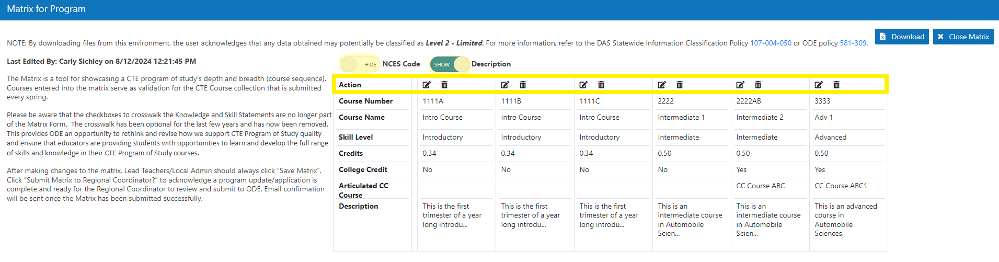 Matrix for Program
NOTE: By downloading files from this environment, the user acknowledges that any data obtained may potentially be classified as Level 2 - Limited. For more information, refer to the DAS Statewide Information Classification Policy 107-004-050 or ODE policy 581-309.
Download
Close Matrix
Last Edited By: Carly Sichley on 8/12/2024 12:21:45 PM
The Matrix is a tool for showcasing a CTE program of study's depth and breadth (course sequence).
Courses entered into the matrix serve as validation for the CTE Course collection that is submitted
every spring.
Please be aware that the checkboxes to crosswalk the Knowledge and Skill Statements are no longer part
of the Matrix Form.  The crosswalk has been optional for the last few years and has now been removed.
This provides ODE an opportunity to rethink and revise how we support CTE Program of Study quality
and ensure that educators are providing students with opportunities to learn and develop the full range
of skills and knowledge in their CTE Program of Study courses.
After making changes to the matrix, Lead Teachers/Local Admin should always click "Save Matrix".
Click "Submit Matrix to Regional Coordinator?" to acknowledge a program update/application is
complete and ready for the Regional Coordinator to review and submit to ODE. Email confirmation
will be sent once the Matrix has been submitted successfully.
HIDE NCES Code SHOW Description
Action
Course Number 1111A 1111B 1111C 2222 2222AB 3333
Course Name Intro Course Intro Course Intro Course Intermediate 1 Intermediate 2 Adv 1
Skill Level Introductory Introductory Introductory Intermediate Intermediate Advanced
Credits 0.34 0.34 0.34 0.50 0.50 0.50
College Credit No No No No Yes Yes
Articulated CC CC Course ABC CC Course ABC1
Course
Description This is the first This is the first This is the first This is an This is an This is an advanced
trimester of a year trimester of a year trimester of a year intermediate course intermediate course course in
long introdu... long introdu... long introdu... in Automobile in Automobile Automobile
Scien... Scien... Sciences.